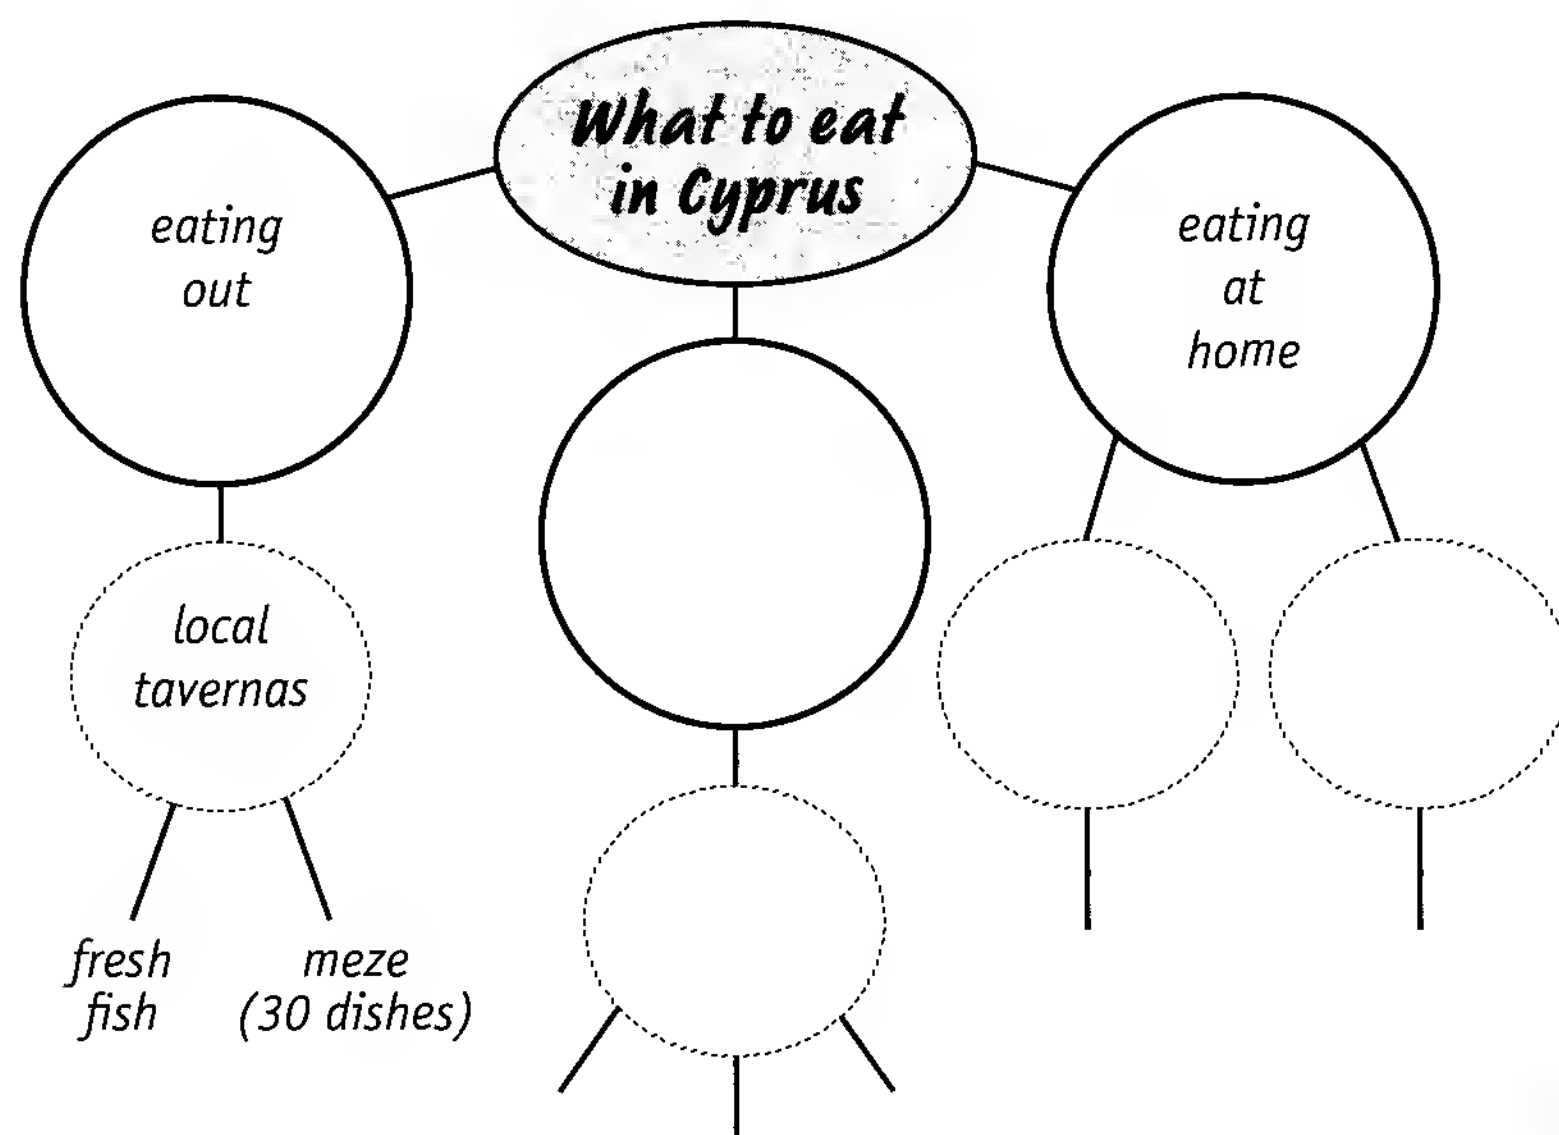 What to eat
in Cyprus
eating
out
eating
at
home
local
tavernas
fresh
fish
meze
(30 dishes)